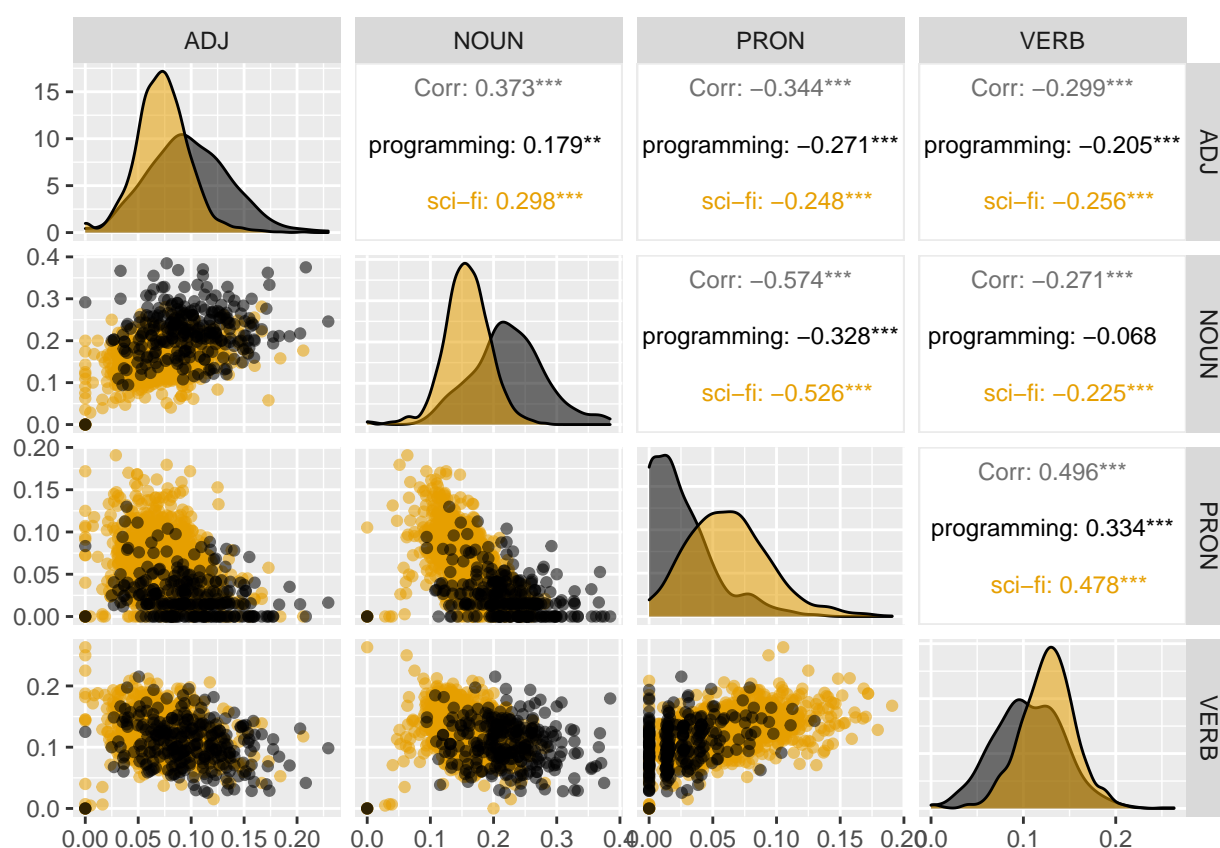 ADJ NOUN PRON VERB
15
10
5
0
Corr: 0.373***
programming: 0.179**
sci−fi: 0.298***
Corr: −0.344***
programming: −0.271***
sci−fi: −0.248***
Corr: −0.299***
programming: −0.205***
sci−fi: −0.256***
ADJ
0.4
0.3
0.2
0.1
0.0
Corr: −0.574***
programming: −0.328***
sci−fi: −0.526***
Corr: −0.271***
programming: −0.068
sci−fi: −0.225***
NOUN
0.20
0.15
0.10
0.05
0.00
Corr: 0.496***
programming: 0.334***
sci−fi: 0.478***
PRON
0.2
0.1
0.0
VERB
0.00 0.05 0.10 0.15 0.20
0.0 0.1 0.2 0.3 0.4
0.00 0.05 0.10 0.15 0.20
0.0 0.1 0.2